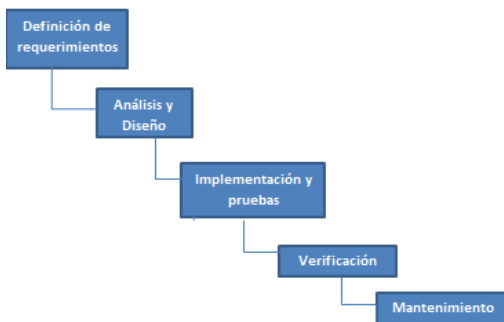 Definición de
requerimientos
Análisis y
Diseño
Implementación y
pruebas
Verificación
Mantenimiento